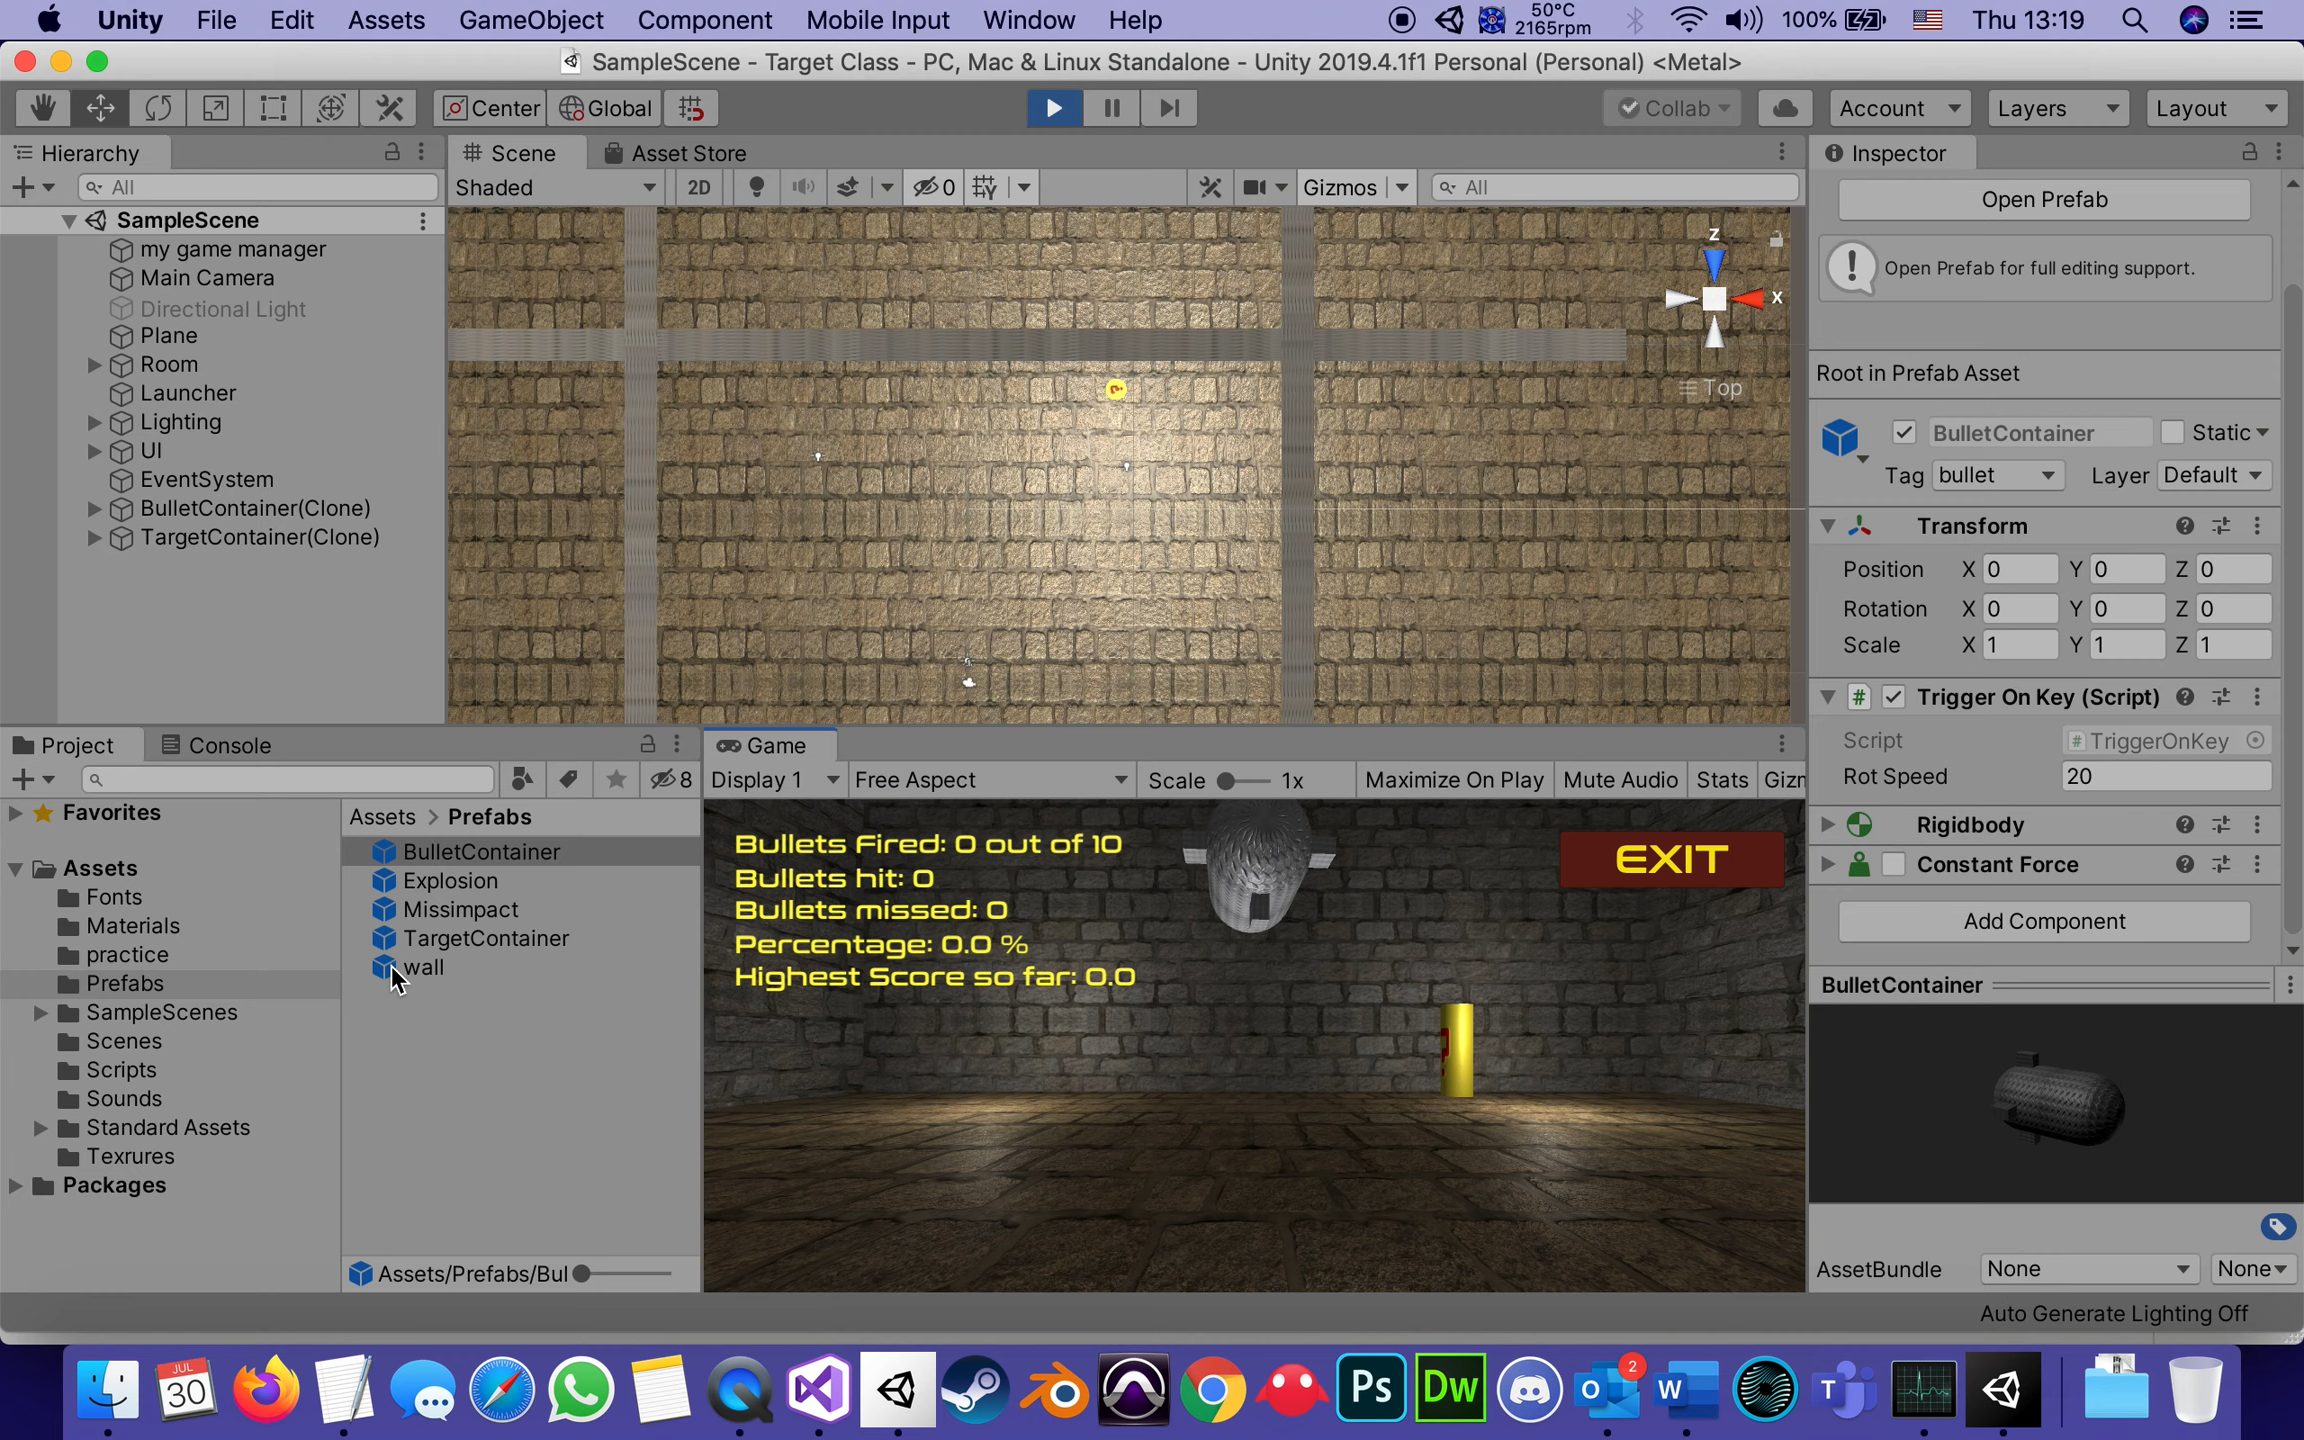 Unity File Edit Assets GameObject Component Mobile Input Window Help 50°C 2165rpm 100% Thu 13:19
SampleScene - Target Class - PC, Mac & Linux Standalone - Unity 2019.4.1f1 Personal (Personal) <Metal>
Center Global Collab Account Layers Layout
Hierarchy
All
SampleScene
my game manager
Main Camera
Directional Light
Plane
Room
Launcher
Lighting
UI
EventSystem
BulletContainer(Clone)
TargetContainer(Clone)
Scene Asset Store
Shaded 2D 0 Gizmos All
Z
X
Top
Inspector
Open Prefab
Open Prefab for full editing support.
Root in Prefab Asset
BulletContainer Static
Tag bullet Layer Default
Transform
Position X 0 Y 0 Z 0
Rotation X 0 Y 0 Z 0
Scale X 1 Y 1 Z 1
Trigger On Key (Script)
Script TriggerOnKey
Rot Speed 20
Rigidbody
Constant Force
Add Component
BulletContainer
AssetBundle None None
Auto Generate Lighting Off
Project Console
8
Favorites
Assets
Fonts
Materials
practice
Prefabs
SampleScenes
Scenes
Scripts
Sounds
Standard Assets
Texrures
Packages
Assets > Prefabs
BulletContainer
Explosion
Missimpact
TargetContainer
wall
Assets/Prefabs/Bul
Game
Display 1 Free Aspect Scale 1x Maximize On Play Mute Audio Stats Gizm
Bullets Fired: 0 out of 10
Bullets hit: 0
Bullets missed: 0
Percentage: 0.0 %
Highest Score so far: 0.0
EXIT
JUL
30
Ps
Dw
2
O
W
T